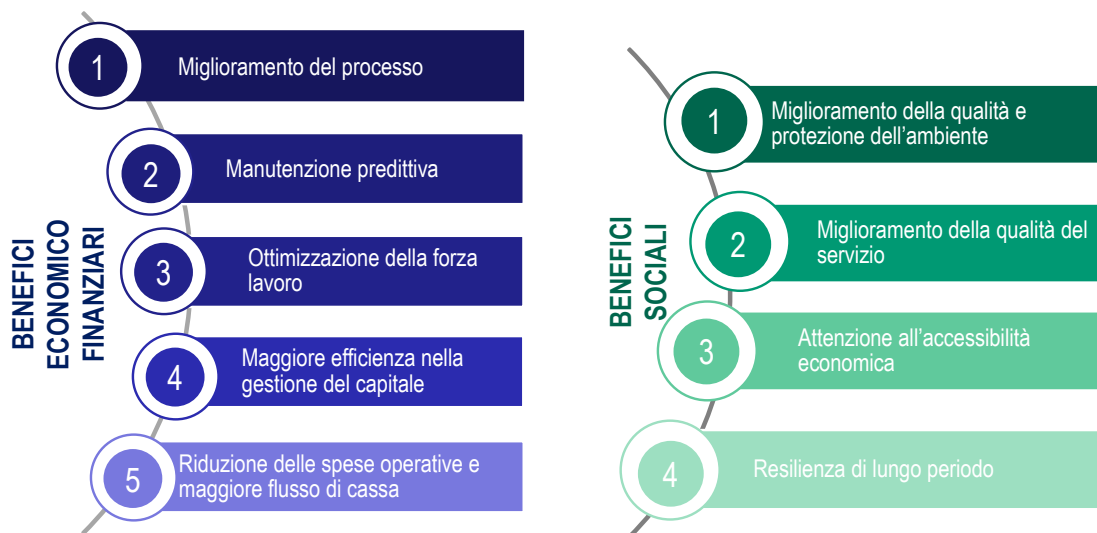 BENEFICI
ECONOMICO
FINANZIARI
1
Miglioramento del processo
2
Manutenzione predittiva
3
Ottimizzazione della forza
lavoro
4
Maggiore efficienza nella
gestione del capitale
5
Riduzione delle spese operative e
maggiore flusso di cassa
BENEFICI
SOCIALI
1
Miglioramento della qualità e
protezione dell’ambiente
2
Miglioramento della qualità del
servizio
3
Attenzione all’accessibilità
economica
4
Resilienza di lungo periodo